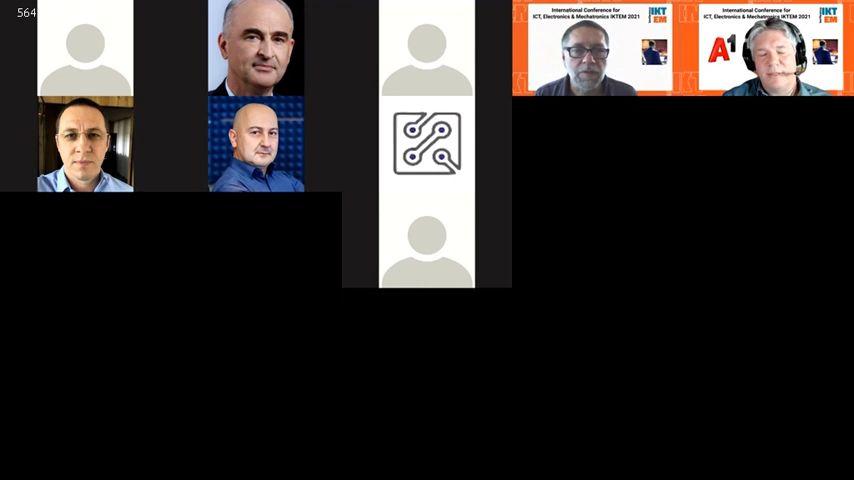 564
International Conference for
ICT, Electronics & Mechatronics IKTEM 2021
IKT
EM
International Conference for
ICT, Electronics & Mechatronics IKTEM 2021
IKT
EM
A1